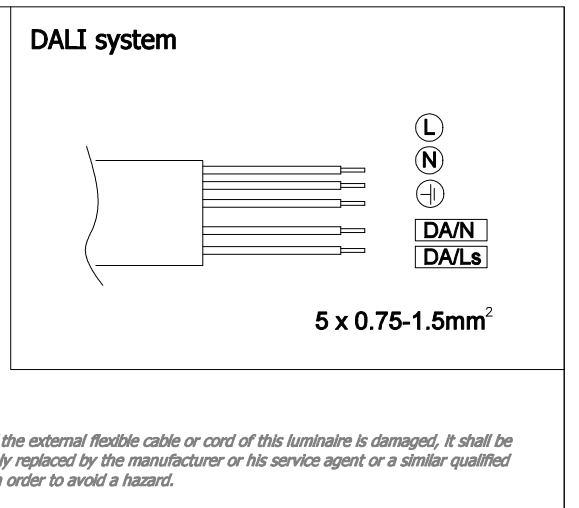 DALI system
L
N
DA/N
DA/Ls
5 x 0.75-1.5mm²
the external flexible cable or cord of this luminaire is damaged, it shall be
replaced by the manufacturer or his service agent or a similar qualified
order to avoid a hazard.